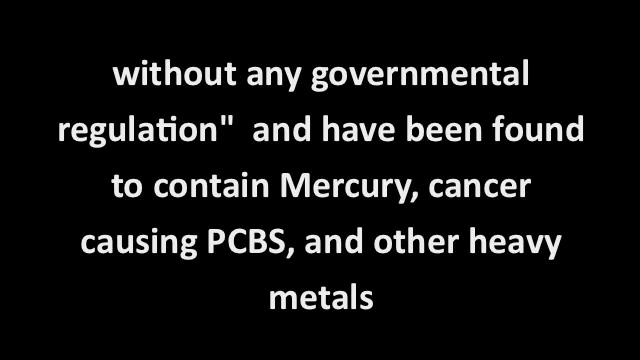 without any governmental
regulation"  and have been found
to contain Mercury, cancer
causing PCBS, and other heavy
metals